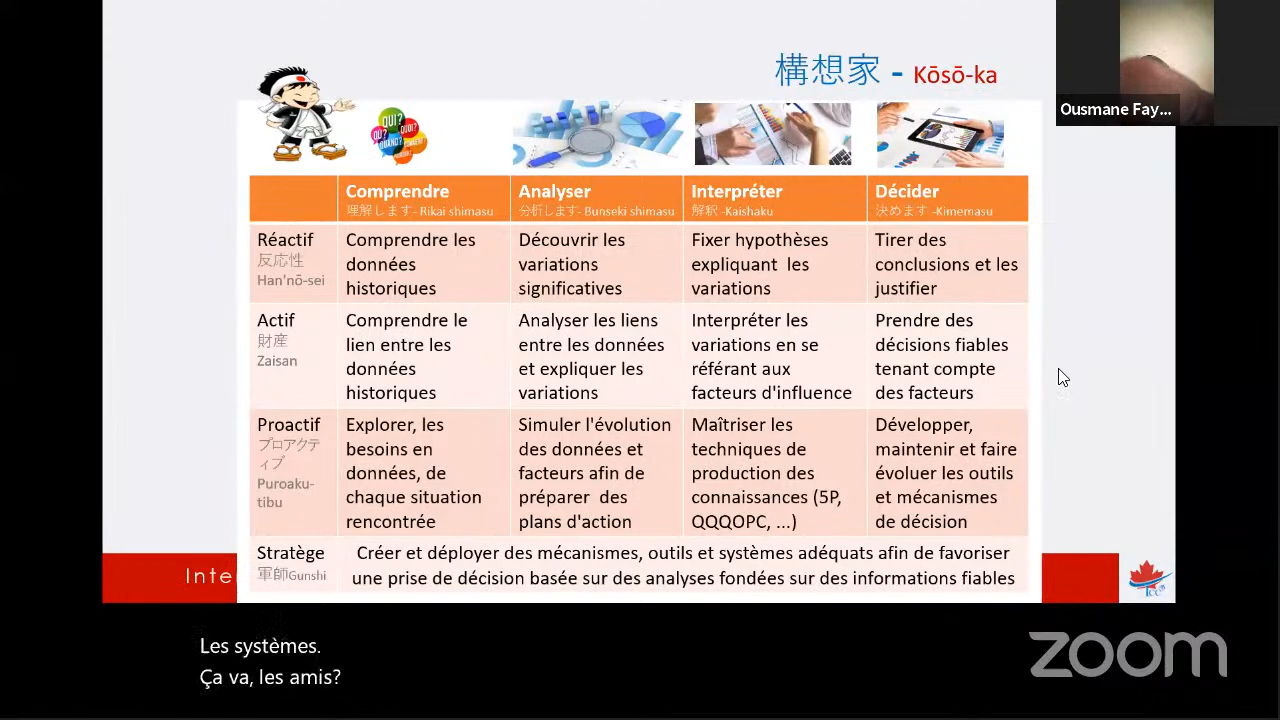 構想家 - Kōsō-ka
Ousmane Fay...
QUI?
OÙ?
QUOI?
QUAND?
Comprendre
理解します- Rikai shimasu
Analyser
分析します- Bunseki shimasu
Interpréter
解釈 -Kaishaku
Décider
決めます -Kimemasu
Réactif
反応性
Han'nō-sei
Comprendre les
données
historiques
Découvrir les
variations
significatives
Fixer hypothèses
expliquant les
variations
Tirer des
conclusions et les
justifier
Actif
財産
Zaisan
Comprendre le
lien entre les
données
historiques
Analyser les liens
entre les données
et expliquer les
variations
Interpréter les
variations en se
référant aux
facteurs d'influence
Prendre des
décisions fiables
tenant compte
des facteurs
Proactif
プロアクテ
ィブ
Puroaku-
tibu
Explorer, les
besoins en
données, de
chaque situation
rencontrée
Simuler l'évolution
des données et
facteurs afin de
préparer des
plans d'action
Maîtriser les
techniques de
production des
connaissances (5P,
QQQOPC, ...)
Développer,
maintenir et faire
évoluer les outils
et mécanismes
de décision
Stratège
軍師Gunshi
Créer et déployer des mécanismes, outils et systèmes adéquats afin de favoriser
une prise de décision basée sur des analyses fondées sur des informations fiables
Inte
Les systèmes.
Ça va, les amis?
zoom